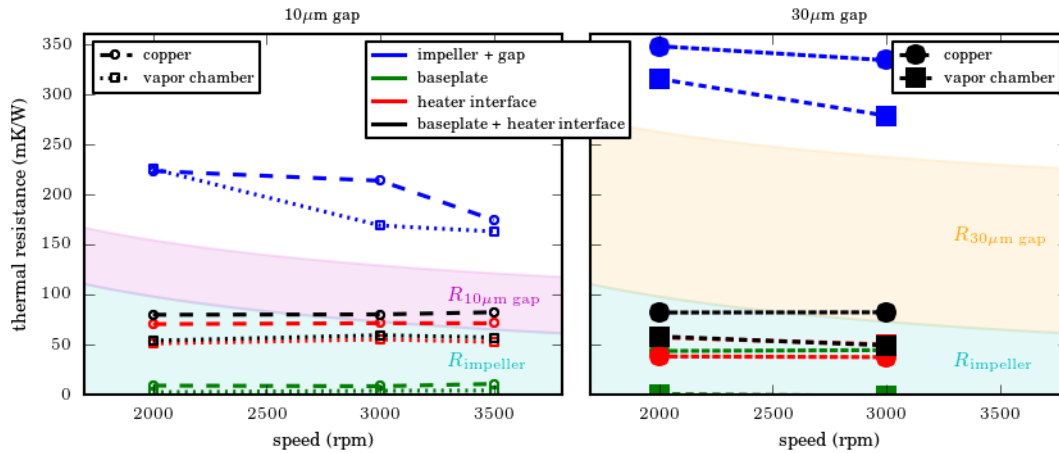 10μm gap
30μm gap
copper
vapor chamber
impeller + gap
baseplate
heater interface
baseplate + heater interface
copper
vapor chamber
thermal resistance (mK/W)
350
300
250
200
150
100
50
0
R10μm gap
Rimpeller
R30μm gap
Rimpeller
2000 2500 3000 3500
2000 2500 3000 3500
speed (rpm)
speed (rpm)